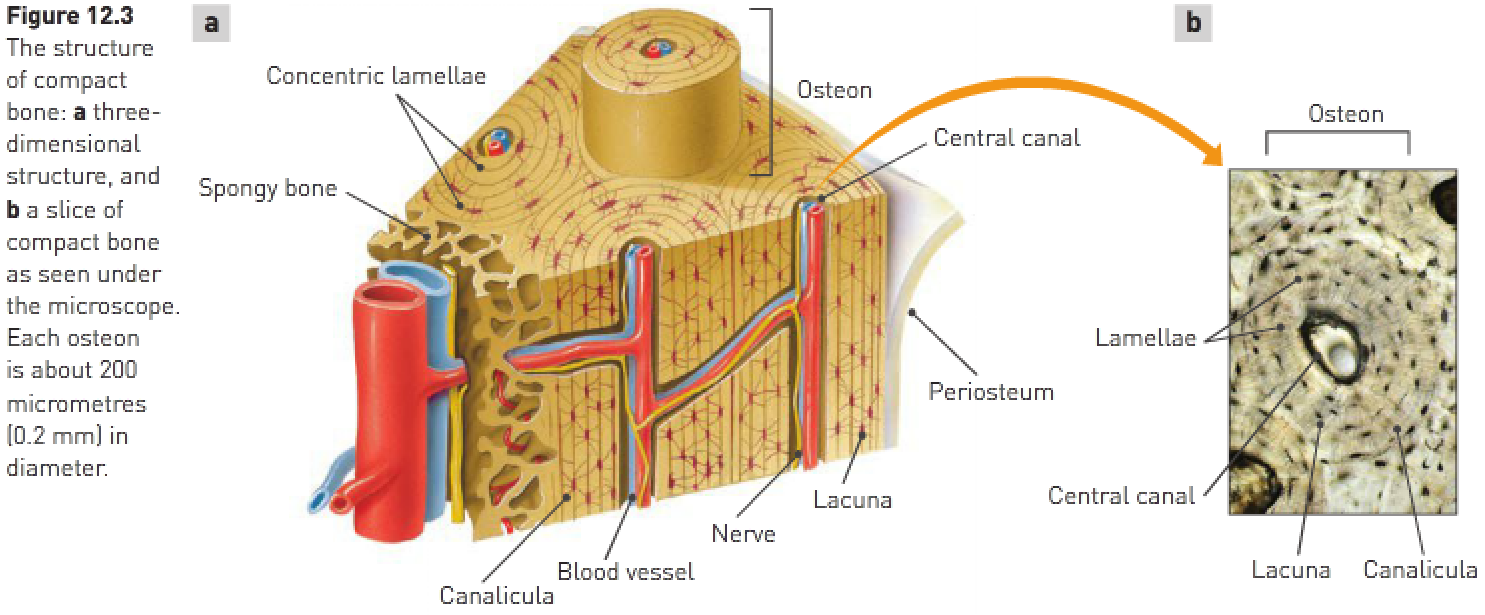 Figure 12.3
The structure
of compact
bone: a three-
dimensional
structure, and
b a slice of
compact bone
as seen under
the microscope.
Each osteon
is about 200
micrometres
(0.2 mm) in
diameter.
a
Concentric lamellae
Osteon
Central canal
Spongy bone
Periosteum
Lacuna
Nerve
Blood vessel
Canalicula
b
Osteon
Lamellae
Central canal
Lacuna
Canalicula